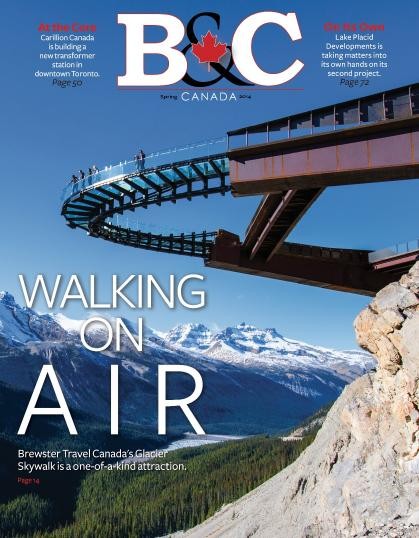 At the Core
Carillion Canada
is building a
new transformer
station in
downtown Toronto.
Page 50
B&C
Spring CANADA 2014
On Its Own
Lake Placid
Developments is
taking matters into
its own hands on its
second project.
Page 72
WALKING
ON
AIR
Brewster Travel Canada's Glacier
Skywalk is a one-of-a-kind attraction.
Page 14